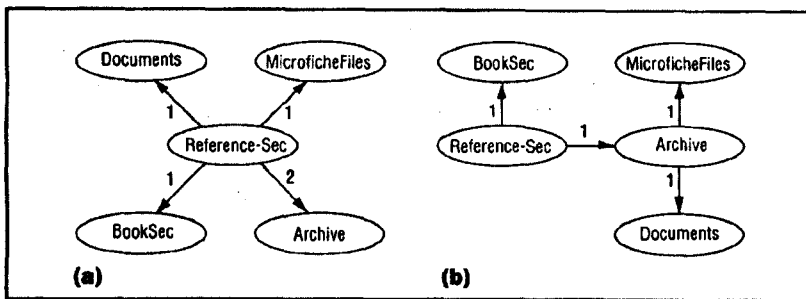 Documents
MicroficheFiles
1
1
Reference-Sec
1
2
BookSec
Archive
(a)
BookSec
MicroficheFiles
1
1
Reference-Sec
1
Archive
1
Documents
(b)